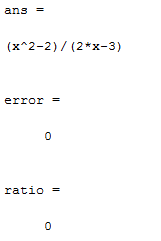 ans =
(x^2-2)/(2*x-3)
error =
0
ratio =
0